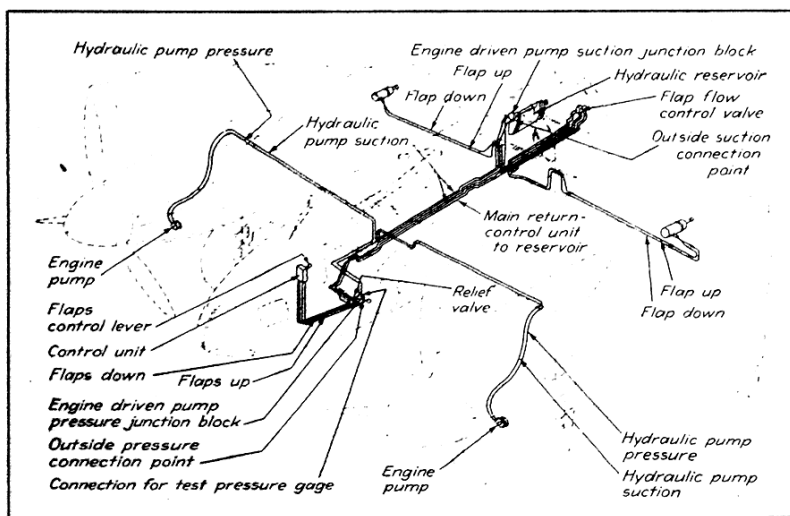 Hydraulic pump pressure
Engine driven pump suction junction block
Flap up
Hydraulic reservoir
Flap down
Flap flow
control valve
Hydraulic
pump suction
Outside suction
connection
point
Main return-
control unit
to reservoir
Engine
pump
Flaps
control lever
Relief
valve
Flap up
Flap down
Control unit
Flaps down
Flaps up
Engine driven pump
pressure junction block
Outside pressure
connection point
Connection for test pressure gage
Engine
pump
Hydraulic pump
pressure
Hydraulic pump
suction